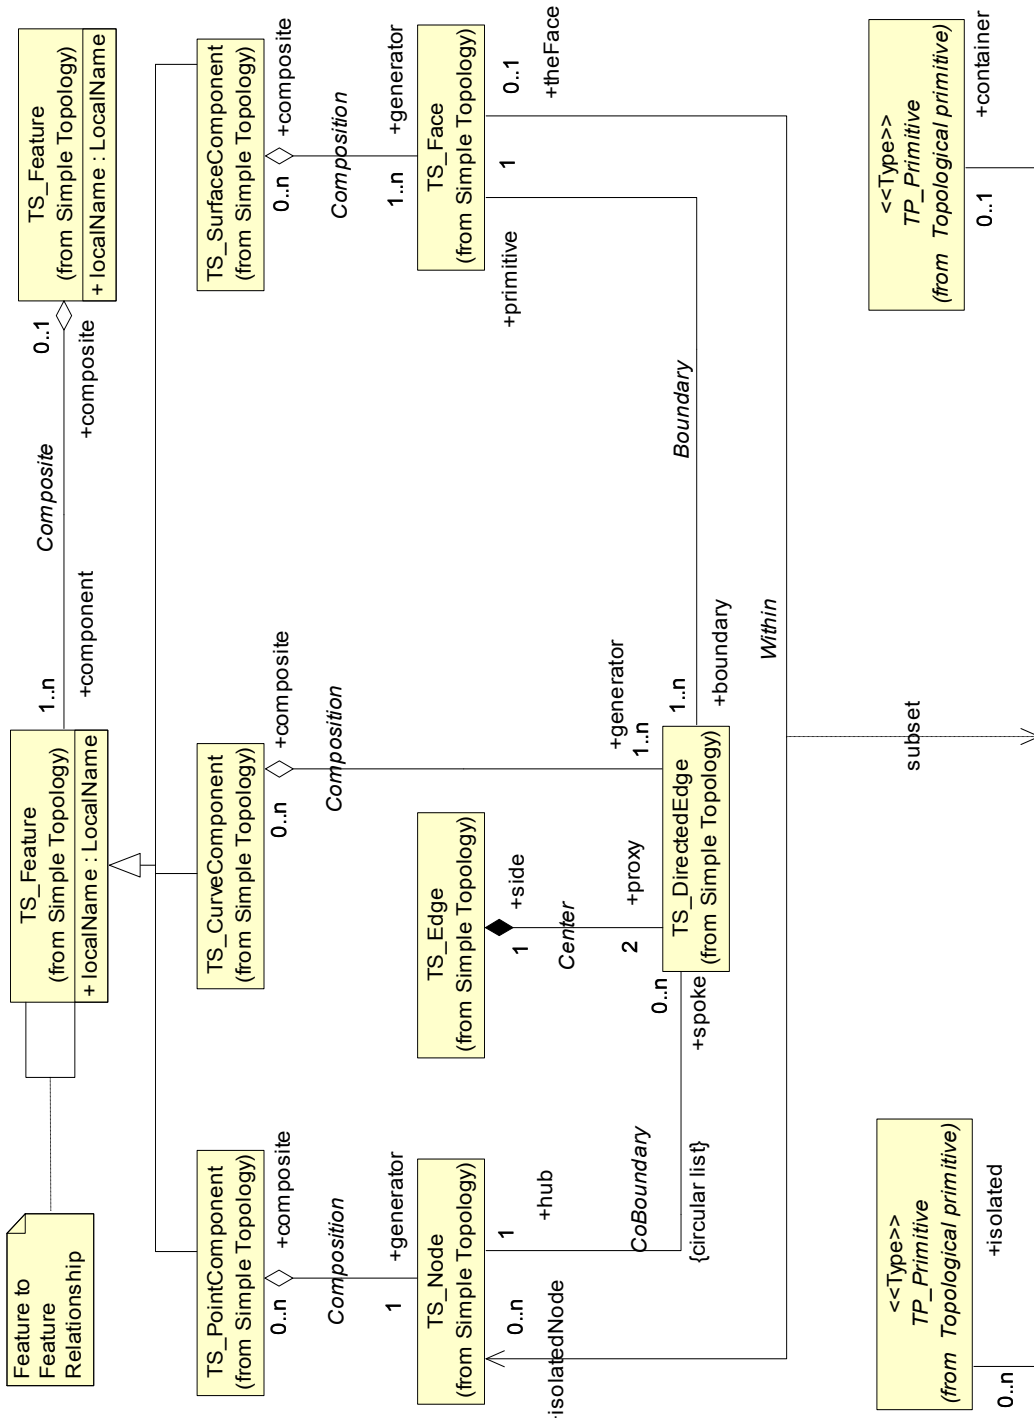 Feature to
Feature
Relationship
TS_Feature
(from Simple Topology)
+ localName : LocalName
1..n
+component
Composite
0..1
+composite
TS_Feature
(from Simple Topology)
+ localName : LocalName
TS_PointComponent
(from Simple Topology)
0..n
+composite
Composition
1
+generator
TS_CurveComponent
(from Simple Topology)
0..n
+composite
Composition
+generator
1..n
TS_SurfaceComponent
(from Simple Topology)
0..n
+composite
Composition
1..n
+generator
TS_Node
(from Simple Topology)
0..n
+isolatedNode
1
+hub
CoBoundary
{circular list}
0..n
+spoke
TS_Edge
(from Simple Topology)
1
+side
Center
2
+proxy
TS_DirectedEdge
(from Simple Topology)
1..n
+boundary
Boundary
TS_Face
(from Simple Topology)
+primitive
1
0..1
+theFace
Within
subset
<<Type>>
TP_Primitive
(from Topological primitive)
0..n
+isolated
<<Type>>
TP_Primitive
(from Topological primitive)
0..1
+container